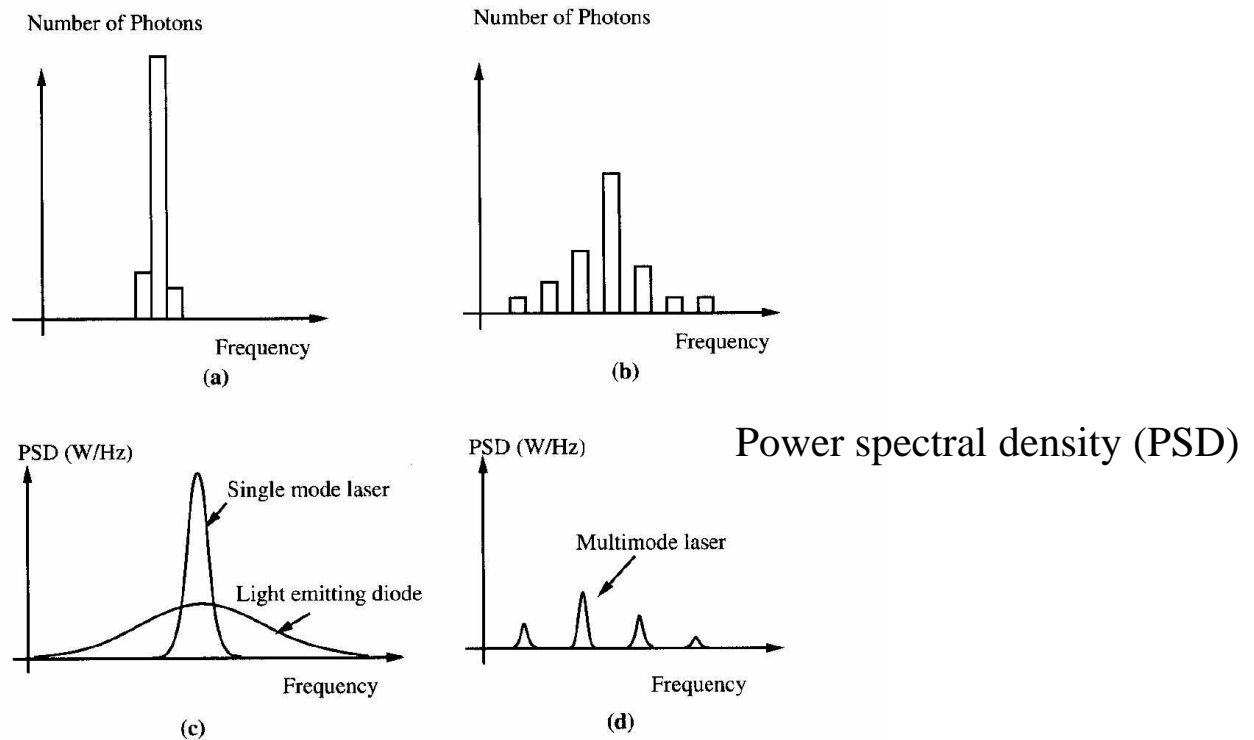 Number of Photons
Frequency
(a)
Number of Photons
Frequency
(b)
PSD (W/Hz)
Single mode laser
Light emitting diode
Frequency
(c)
PSD (W/Hz)
Multimode laser
Frequency
(d)
Power spectral density (PSD)